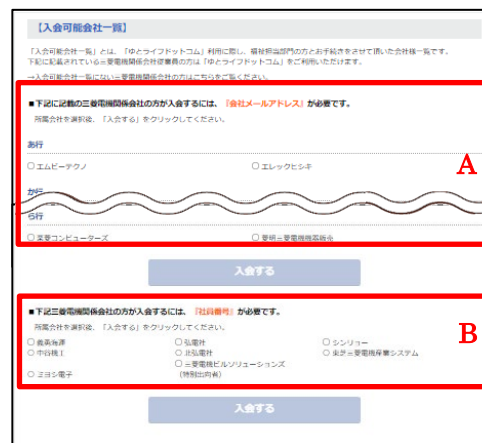 【入会可能会社一覧】
「入会可能会社一覧」とは、「ゆとライフドットコム」利用に際し、福祉担当部門の方とお手続きをさせて頂いた会社様一覧です。
下記に記載されている三菱電機関係会社従業員の方は「ゆとライフドットコム」をご利用いただけます。
→入会可能会社一覧にない三菱電機関係会社の方はこちらをご覧ください。
■下記に記載の三菱電機関係会社の方が入会するには、『会社メールアドレス』が必要です。
所属会社を選択後、「入会する」をクリックしてください。
A
あ行
エムビーテクノ エレックヒシキ
か行
ら行
菱菱コンピューターズ 菱明三菱電機機器販売
入会する
■下記三菱電機関係会社の方が入会するには、『社員番号』が必要です。
所属会社を選択後、「入会する」をクリックしてください。
B
弘電社 シンリョー
中谷機工 北弘電社 東芝三菱電機産業システム
三菱電機ビルソリューションズ
ミヨシ電子 (特別出向者)
入会する